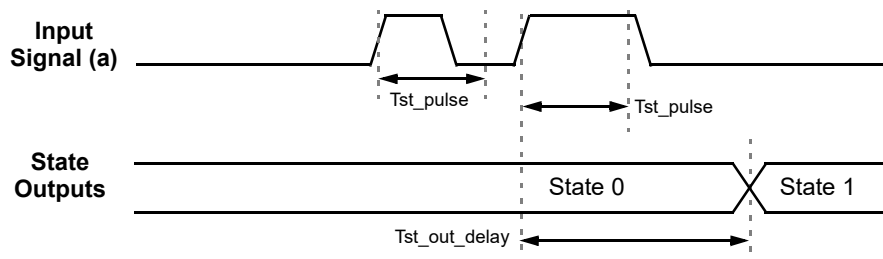 Input
Signal (a)
Tst_pulse
Tst_pulse
State
Outputs
State 0
State 1
Tst_out_delay